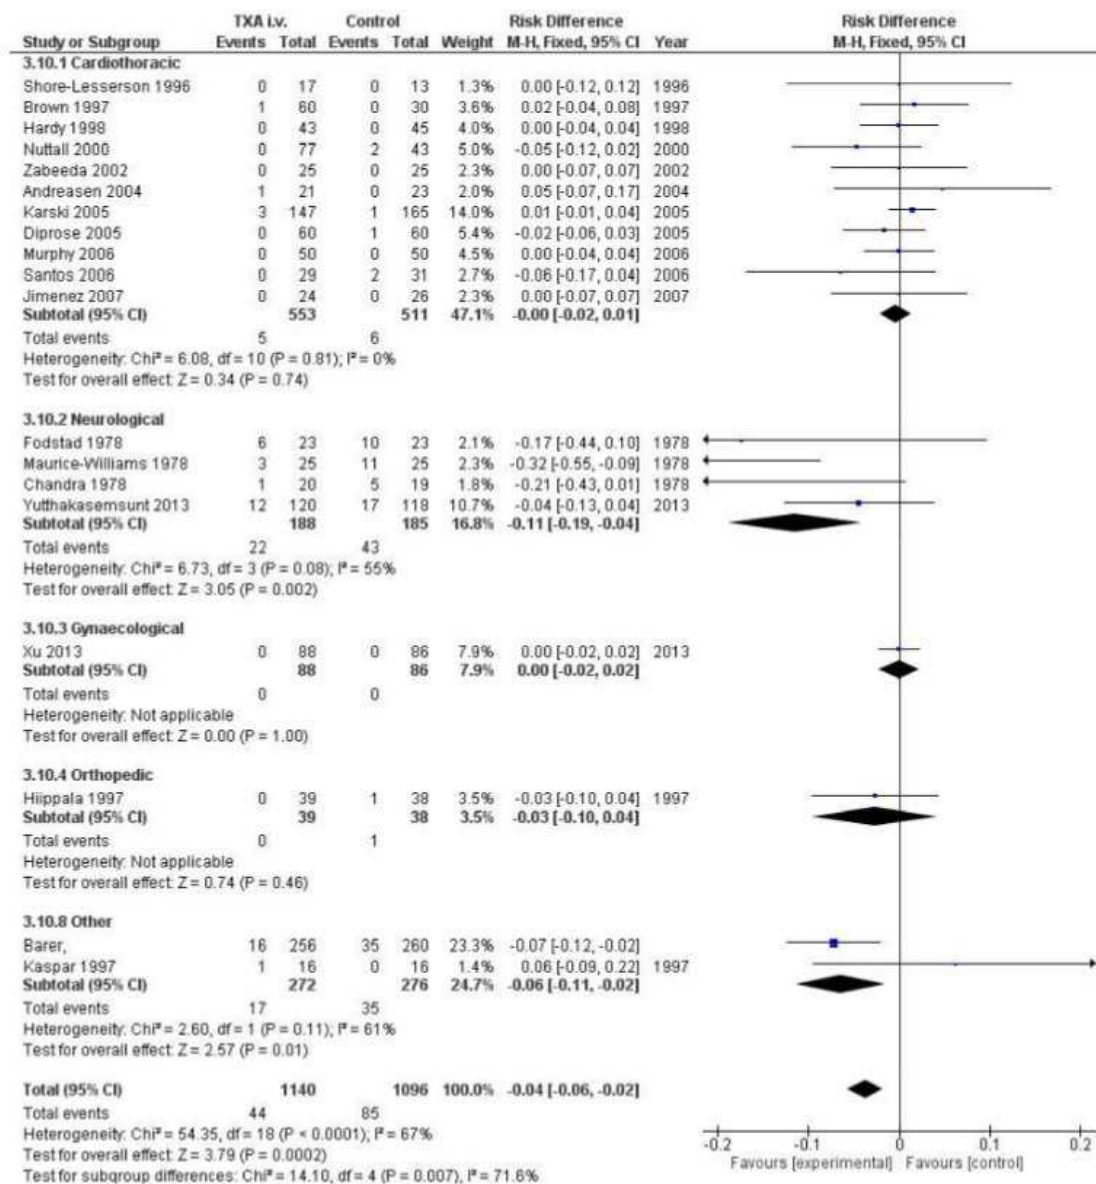 TXA i.v. Control Risk Difference Risk Difference
Study or Subgroup Events Total Events Total Weight M-H, Fixed, 95% CI Year M-H, Fixed, 95% CI
3.10.1 Cardiothoracic
Shore-Lesserson 1996 0 17 0 13 1.3% 0.00 [-0.12, 0.12] 1996
Brown 1997 1 60 0 30 3.6% 0.02 [-0.04, 0.08] 1997
Hardy 1998 0 43 0 45 4.0% 0.00 [-0.04, 0.04] 1998
Nuttall 2000 0 77 2 43 5.0% -0.05 [-0.12, 0.02] 2000
Zabeeda 2002 0 25 0 25 2.3% 0.00 [-0.07, 0.07] 2002
Andreasen 2004 1 21 0 23 2.0% 0.05 [-0.07, 0.17] 2004
Karski 2005 3 147 1 165 14.0% 0.01 [-0.01, 0.04] 2005
Diprose 2005 0 60 1 60 5.4% -0.02 [-0.06, 0.03] 2005
Murphy 2006 0 50 0 50 4.5% 0.00 [-0.04, 0.04] 2006
Santos 2006 0 29 2 31 2.7% -0.06 [-0.17, 0.04] 2006
Jimenez 2007 0 24 0 26 2.3% 0.00 [-0.07, 0.07] 2007
Subtotal (95% CI) 553 511 47.1% -0.00 [-0.02, 0.01]
Total events 5 6
Heterogeneity: Chi² = 6.08, df = 10 (P = 0.81); I² = 0%
Test for overall effect: Z = 0.34 (P = 0.74)
3.10.2 Neurological
Fodstad 1978 6 23 10 23 2.1% -0.17 [-0.44, 0.10] 1978
Maurice-Williams 1978 3 25 11 25 2.3% -0.32 [-0.55, -0.09] 1978
Chandra 1978 1 20 5 19 1.8% -0.21 [-0.43, 0.01] 1978
Yutthakasemsunt 2013 12 120 17 118 10.7% -0.04 [-0.13, 0.04] 2013
Subtotal (95% CI) 188 185 16.8% -0.11 [-0.19, -0.04]
Total events 22 43
Heterogeneity: Chi² = 6.73, df = 3 (P = 0.08); I² = 55%
Test for overall effect: Z = 3.05 (P = 0.002)
3.10.3 Gynaecological
Xu 2013 0 88 0 86 7.9% 0.00 [-0.02, 0.02] 2013
Subtotal (95% CI) 88 86 7.9% 0.00 [-0.02, 0.02]
Total events 0 0
Heterogeneity: Not applicable
Test for overall effect: Z = 0.00 (P = 1.00)
3.10.4 Orthopedic
Hiippala 1997 0 39 1 38 3.5% -0.03 [-0.10, 0.04] 1997
Subtotal (95% CI) 39 38 3.5% -0.03 [-0.10, 0.04]
Total events 0 1
Heterogeneity: Not applicable
Test for overall effect: Z = 0.74 (P = 0.46)
3.10.8 Other
Barer, 16 256 35 260 23.3% -0.07 [-0.12, -0.02]
Kaspar 1997 1 16 0 16 1.4% 0.06 [-0.09, 0.22] 1997
Subtotal (95% CI) 272 276 24.7% -0.06 [-0.11, -0.02]
Total events 17 35
Heterogeneity: Chi² = 2.60, df = 1 (P = 0.11); I² = 61%
Test for overall effect: Z = 2.57 (P = 0.01)
Total (95% CI) 1140 1096 100.0% -0.04 [-0.06, -0.02]
Total events 44 85
Heterogeneity: Chi² = 54.35, df = 18 (P < 0.0001); I² = 67%
Test for overall effect: Z = 3.79 (P = 0.0002)
Test for subgroup differences: Chi² = 14.10, df = 4 (P = 0.007), I² = 71.6%
-0.2 -0.1 0 0.1 0.2
Favours [experimental] Favours [control]